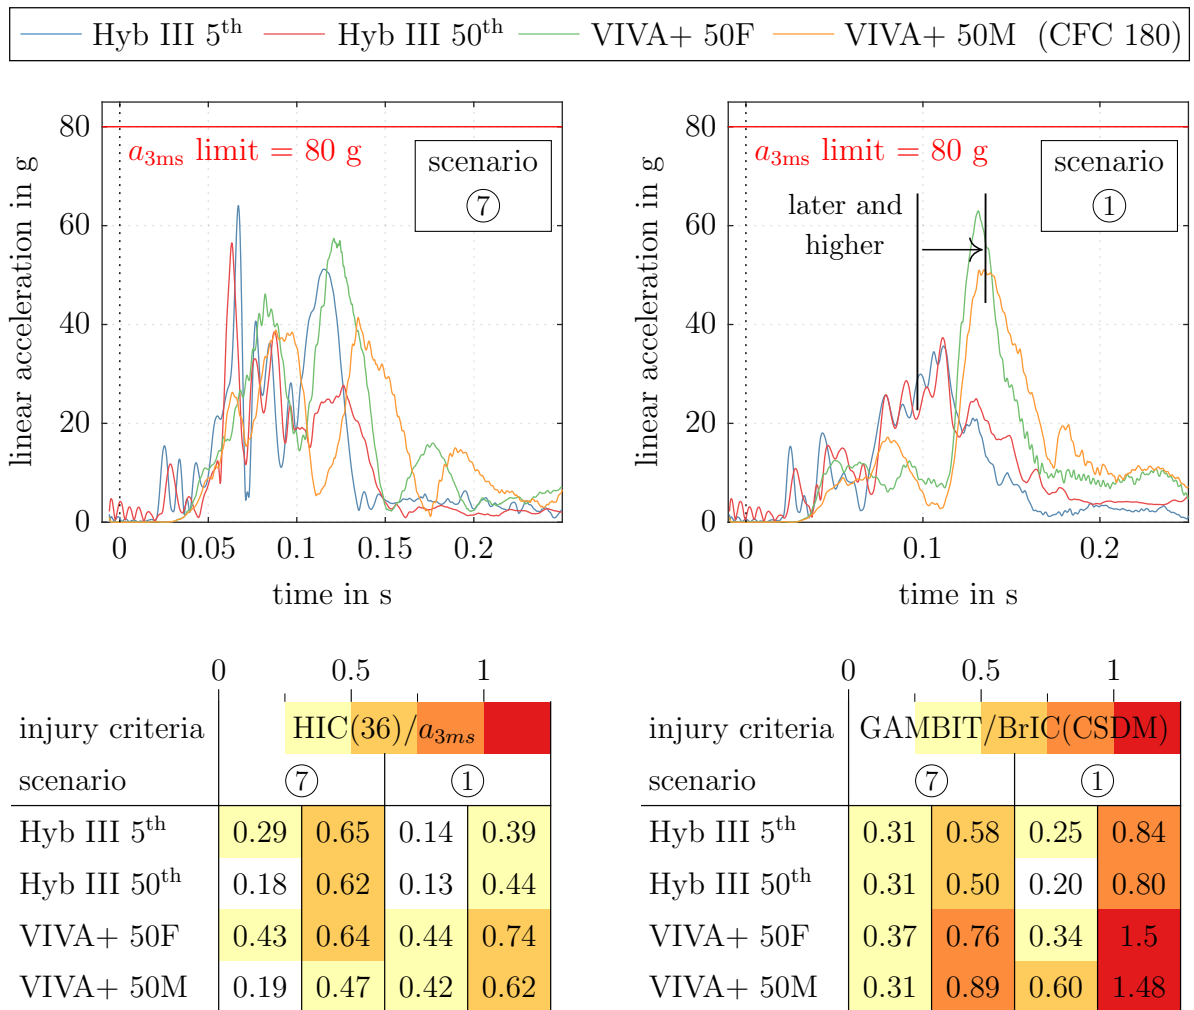 Hyb III 5th Hyb III 50th VIVA+ 50F VIVA+ 50M (CFC 180)
80
60
40
20
0
linear acceleration in g
a3ms limit = 80 g
scenario
7
0 0.05 0.1 0.15 0.2
time in s
80
60
40
20
0
linear acceleration in g
a3ms limit = 80 g
scenario
1
later and
higher
0 0.1 0.2
time in s
0 0.5 1
injury criteria HIC(36)/a3ms
scenario 7 1
Hyb III 5th 0.29 0.65 0.14 0.39
Hyb III 50th 0.18 0.62 0.13 0.44
VIVA+ 50F 0.43 0.64 0.44 0.74
VIVA+ 50M 0.19 0.47 0.42 0.62
0 0.5 1
injury criteria GAMBIT/BrIC(CSDM)
scenario 7 1
Hyb III 5th 0.31 0.58 0.25 0.84
Hyb III 50th 0.31 0.50 0.20 0.80
VIVA+ 50F 0.37 0.76 0.34 1.5
VIVA+ 50M 0.31 0.89 0.60 1.48